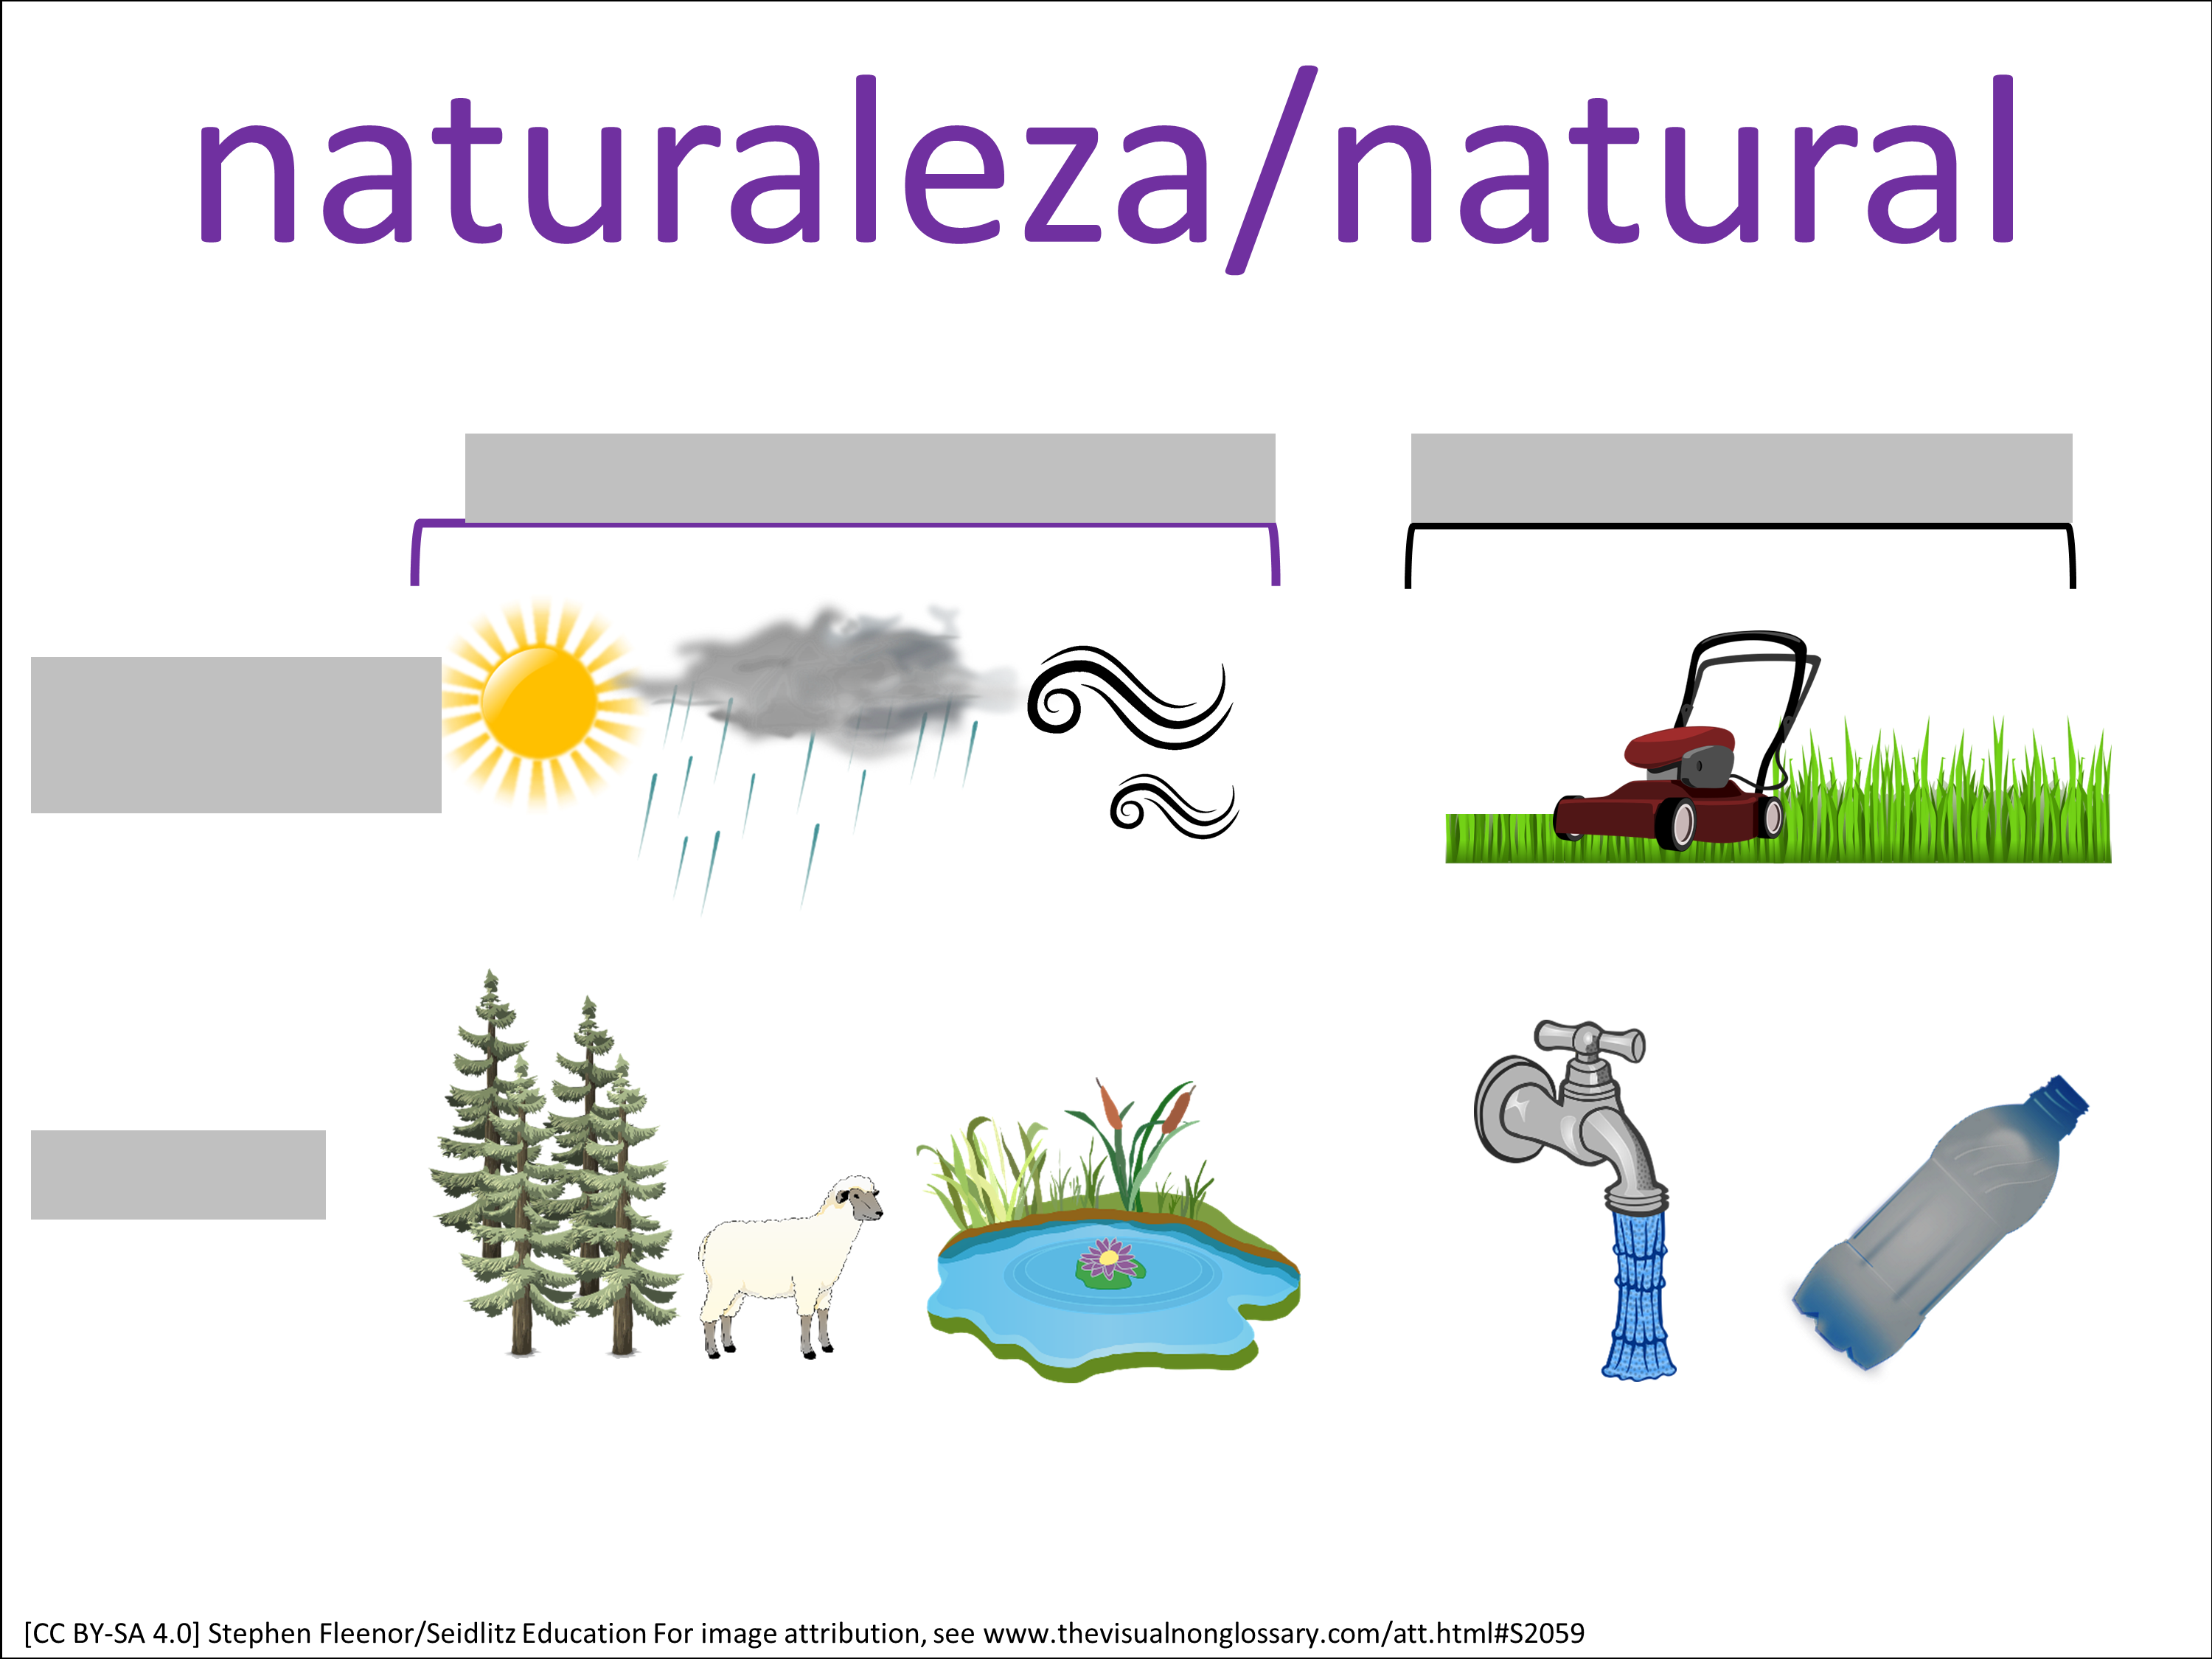 naturaleza/natural
[CC BY-SA 4.0] Stephen Fleenor/Seidlitz Education For image attribution, see www.thevisualnonglossary.com/att.html#S2059